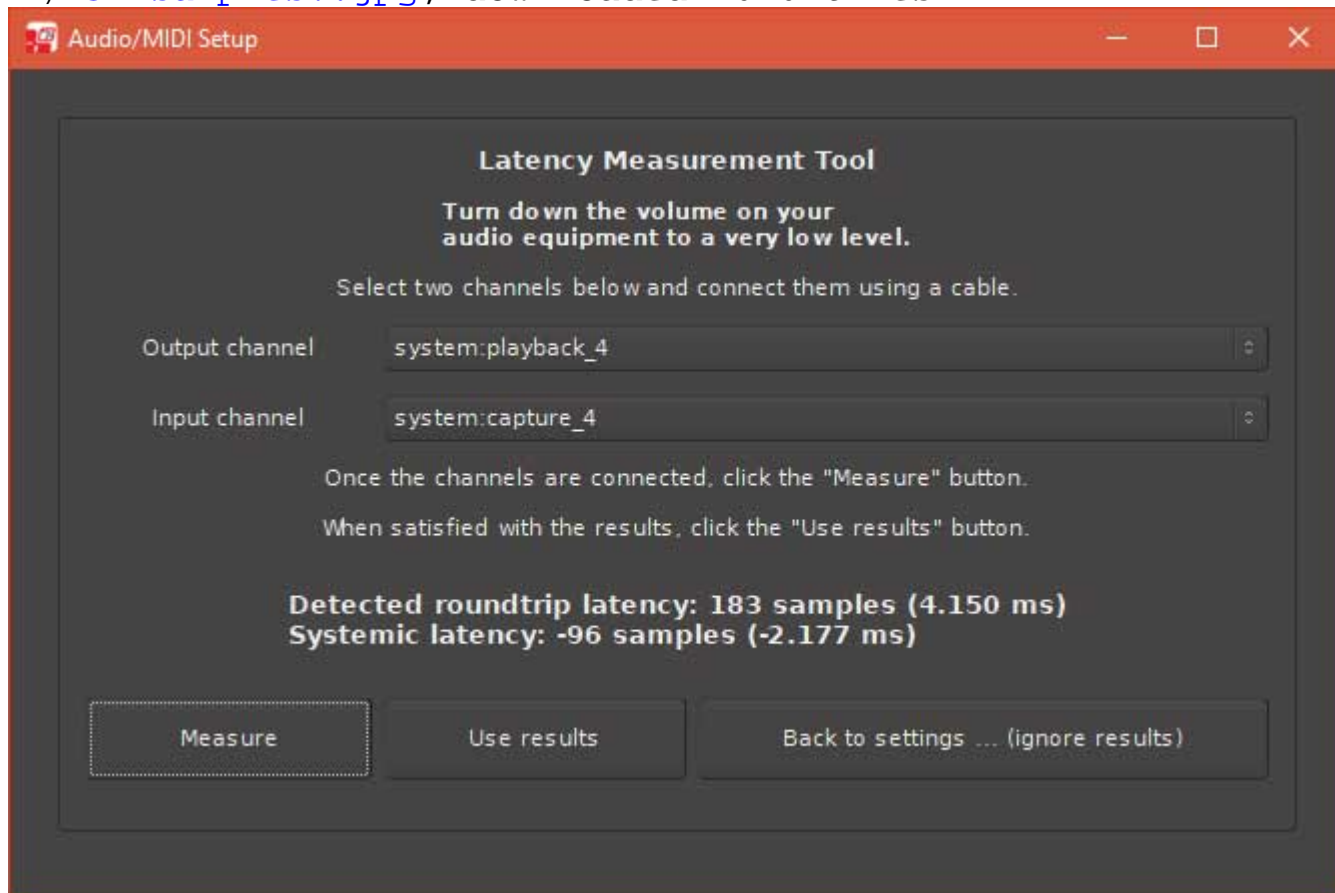 Audio/MIDI Setup
Latency Measurement Tool
Turn down the volume on your
audio equipment to a very low level.
Select two channels below and connect them using a cable.
Output channel system:playback_4
Input channel system:capture_4
Once the channels are connected, click the "Measure" button.
When satisfied with the results, click the "Use results" button.
Detected roundtrip latency: 183 samples (4.150 ms)
Systemic latency: -96 samples (-2.177 ms)
Measure Use results Back to settings ... (ignore results)